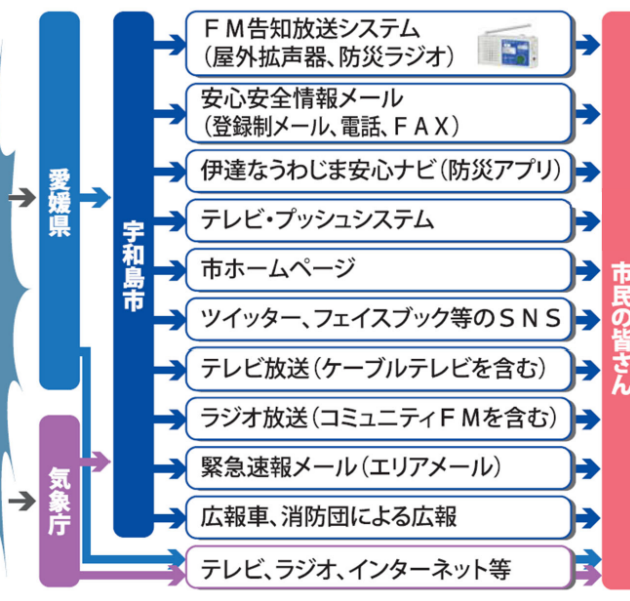 愛媛県
気象庁
宇和島市
ＦＭ告知放送システム
(屋外拡声器、防災ラジオ)
安心安全情報メール
(登録制メール、電話、ＦＡＸ)
伊達なうわじま安心ナビ(防災アプリ)
テレビ・プッシュシステム
市ホームページ
ツイッター、フェイスブック等のＳＮＳ
テレビ放送(ケーブルテレビを含む)
ラジオ放送(コミュニティＦＭを含む)
緊急速報メール(エリアメール)
広報車、消防団による広報
テレビ、ラジオ、インターネット等
市民の皆さん